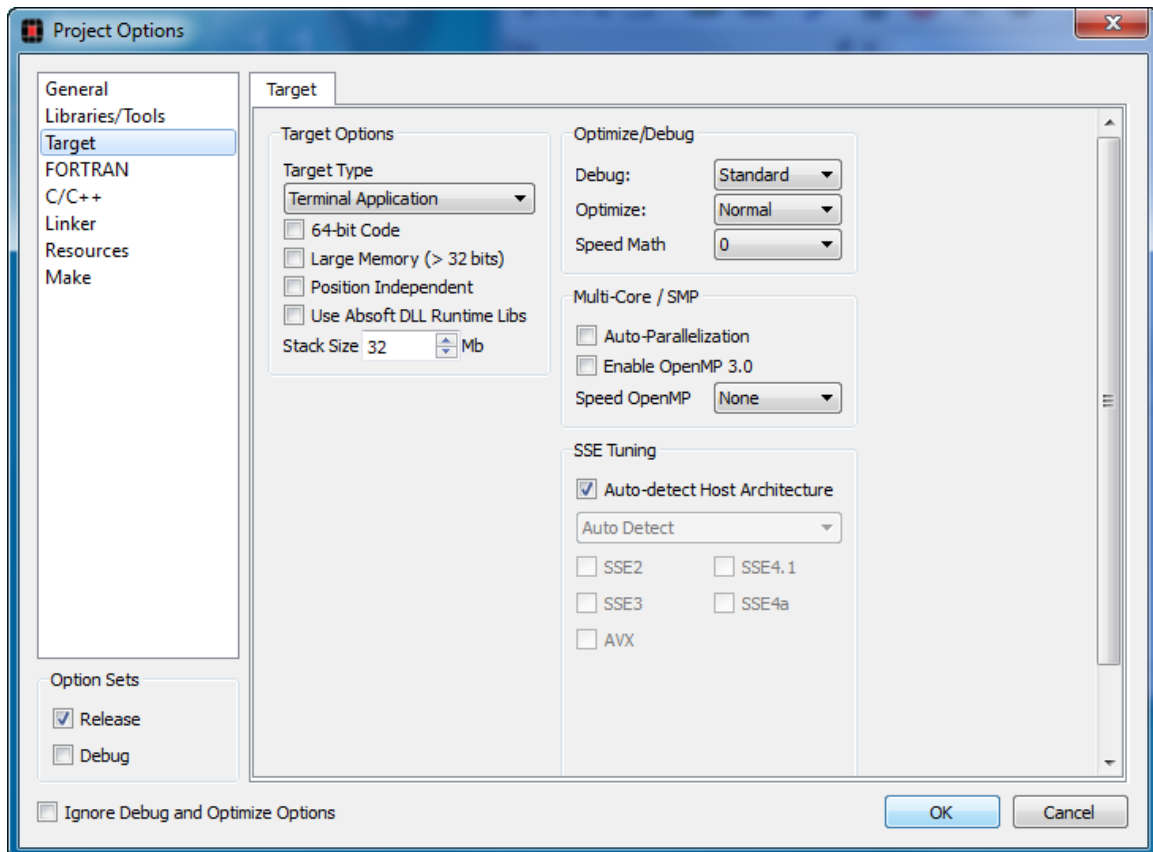 Project Options
General
Libraries/Tools
Target
FORTRAN
C/C++
Linker
Resources
Make
Option Sets
Release
Debug
Target
Target Options
Target Type
Terminal Application
64-bit Code
Large Memory (> 32 bits)
Position Independent
Use Absoft DLL Runtime Libs
Stack Size 32 Mb
Optimize/Debug
Debug: Standard
Optimize: Normal
Speed Math 0
Multi-Core / SMP
Auto-Parallelization
Enable OpenMP 3.0
Speed OpenMP None
SSE Tuning
Auto-detect Host Architecture
Auto Detect
SSE2 SSE4.1
SSE3 SSE4a
AVX
Ignore Debug and Optimize Options
OK Cancel